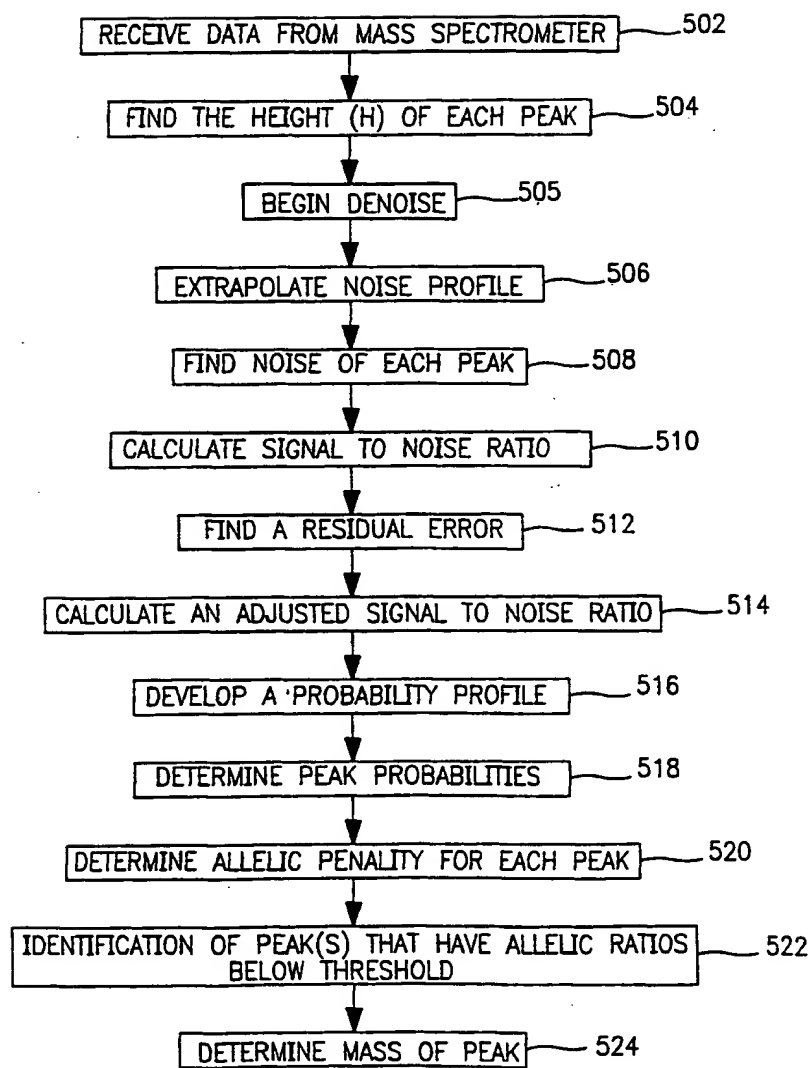 RECEIVE DATA FROM MASS SPECTROMETER 502
FIND THE HEIGHT (H) OF EACH PEAK 504
BEGIN DENOISE 505
EXTRAPOLATE NOISE PROFILE 506
FIND NOISE OF EACH PEAK 508
CALCULATE SIGNAL TO NOISE RATIO 510
FIND A RESIDUAL ERROR 512
CALCULATE AN ADJUSTED SIGNAL TO NOISE RATIO 514
DEVELOP A PROBABILITY PROFILE 516
DETERMINE PEAK PROBABILITIES 518
DETERMINE ALLELIC PENALITY FOR EACH PEAK 520
IDENTIFICATION OF PEAK(S) THAT HAVE ALLELIC RATIOS 522
BELOW THRESHOLD
DETERMINE MASS OF PEAK 524